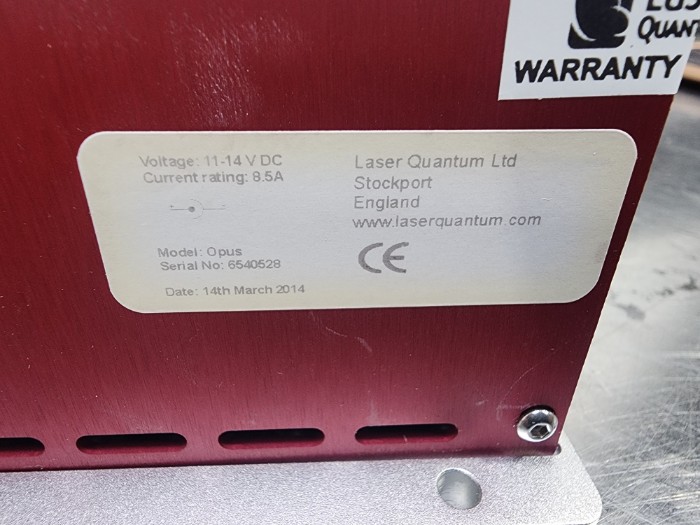 QUANT
WARRANTY
Voltage: 11-14 V DC
Current rating: 8.5A
Model: Opus
Serial No: 6540528
Date: 14th March 2014
Laser Quantum Ltd
Stockport
England
www.laserquantum.com
CE